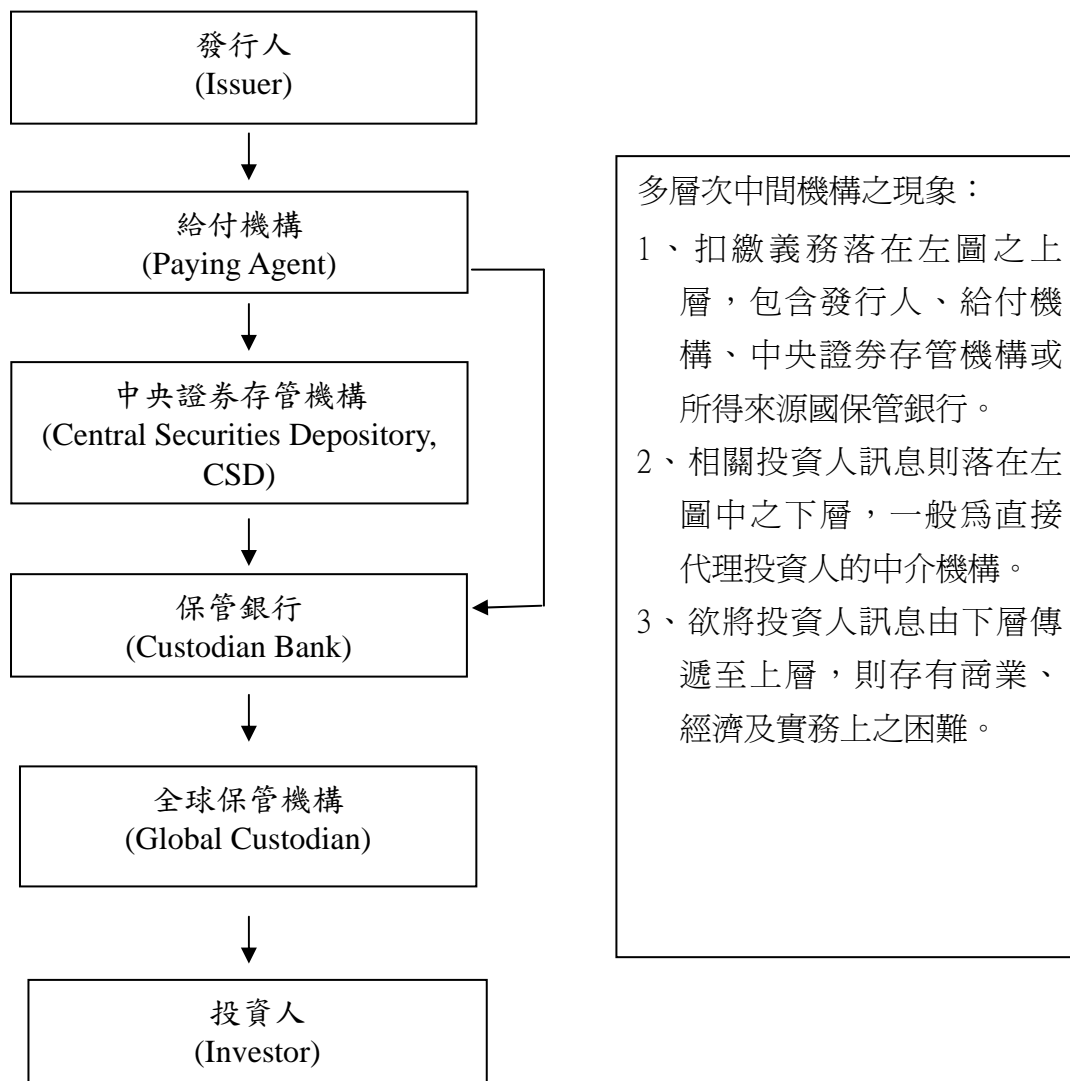 發行人
(Issuer)
給付機構
(Paying Agent)
中央證券存管機構
(Central Securities Depository,
CSD)
保管銀行
(Custodian Bank)
全球保管機構
(Global Custodian)
投資人
(Investor)
多層次中間機構之現象：
1、扣繳義務落在左圖之上
層，包含發行人、給付機
構、中央證券存管機構或
所得來源國保管銀行。
2、相關投資人訊息則落在左
圖中之下層，一般為直接
代理投資人的中介機構。
3、欲將投資人訊息由下層傳
遞至上層，則存有商業、
經濟及實務上之困難。